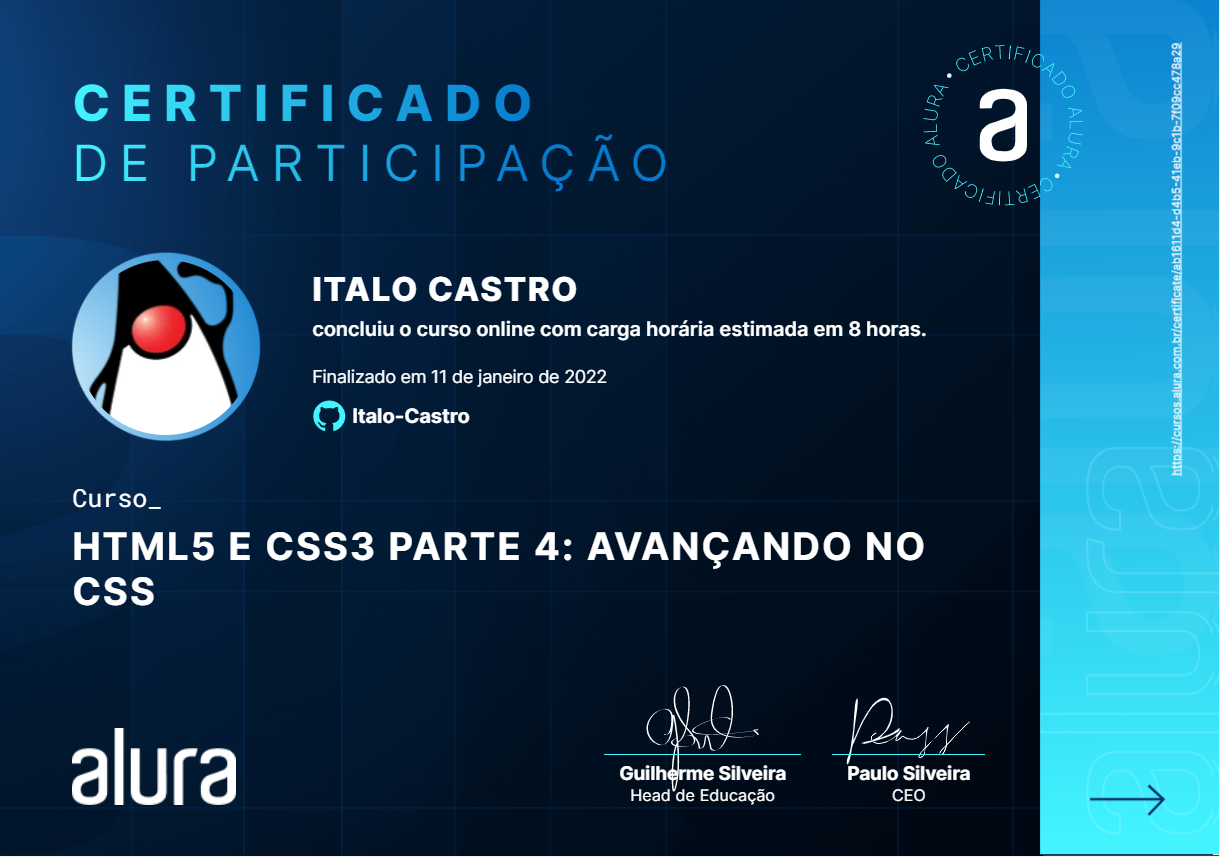 CERTIFICADO
DE PARTICIPAÇÃO
CERTIFICADO ALURA • CERTIFICADO ALURA •
a
ITALO CASTRO
concluiu o curso online com carga horária estimada em 8 horas.
Finalizado em 11 de janeiro de 2022
Italo-Castro
Curso_
HTML5 E CSS3 PARTE 4: AVANÇANDO NO
CSS
alura
Guilherme Silveira
Head de Educação
Paulo Silveira
CEO
https://cursos.alura.com.br/certificate/ab1611d4-d4b5-41eb-9c1b-7f09cc478a29
alura